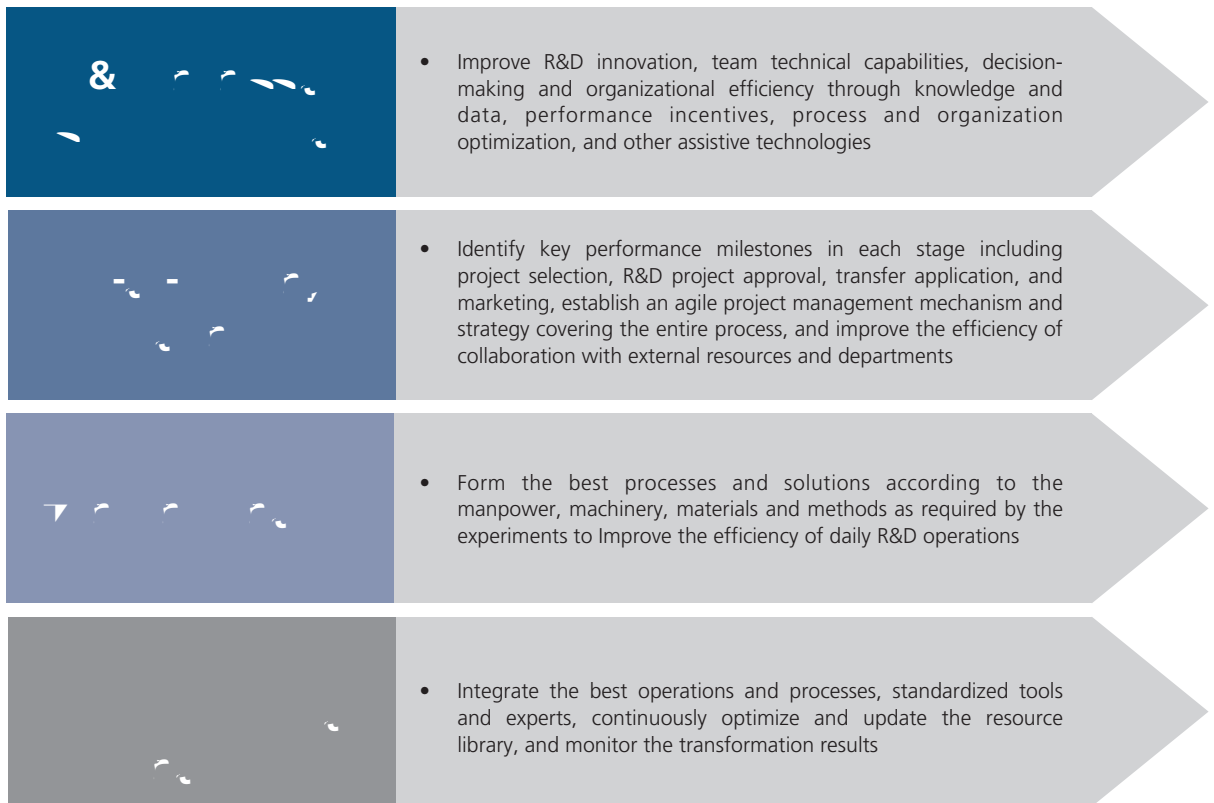 &
• Improve R&D innovation, team technical capabilities, decision-
making and organizational efficiency through knowledge and
data, performance incentives, process and organization
optimization, and other assistive technologies
• Identify key performance milestones in each stage including
project selection, R&D project approval, transfer application, and
marketing, establish an agile project management mechanism and
strategy covering the entire process, and improve the efficiency of
collaboration with external resources and departments
• Form the best processes and solutions according to the
manpower, machinery, materials and methods as required by the
experiments to Improve the efficiency of daily R&D operations
• Integrate the best operations and processes, standardized tools
and experts, continuously optimize and update the resource
library, and monitor the transformation results